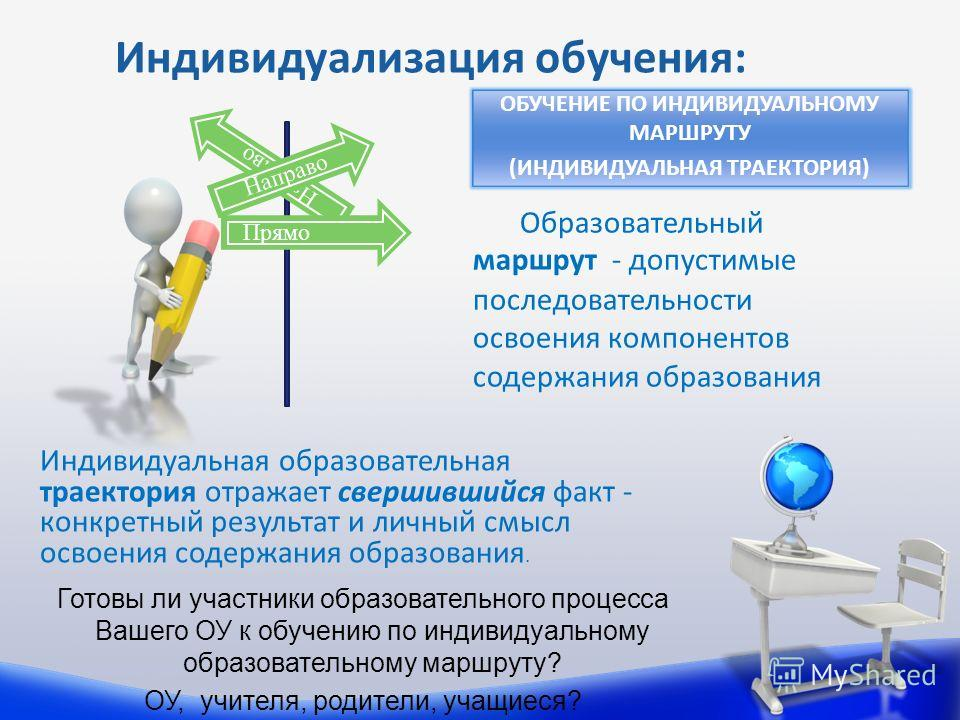 Индивидуализация обучения:
ОБУЧЕНИЕ ПО ИНДИВИДУАЛЬНОМУ
МАРШРУТУ
(ИНДИВИДУАЛЬНАЯ ТРАЕКТОРИЯ)
Направо
Прямо
Образовательный
маршрут - допустимые
последовательности
освоения компонентов
содержания образования
Индивидуальная образовательная
траектория отражает свершившийся факт -
конкретный результат и личный смысл
освоения содержания образования.
Готовы ли участники образовательного процесса
Вашего ОУ к обучению по индивидуальному
образовательному маршруту?
ОУ, учителя, родители, учащиеся?
MyShared